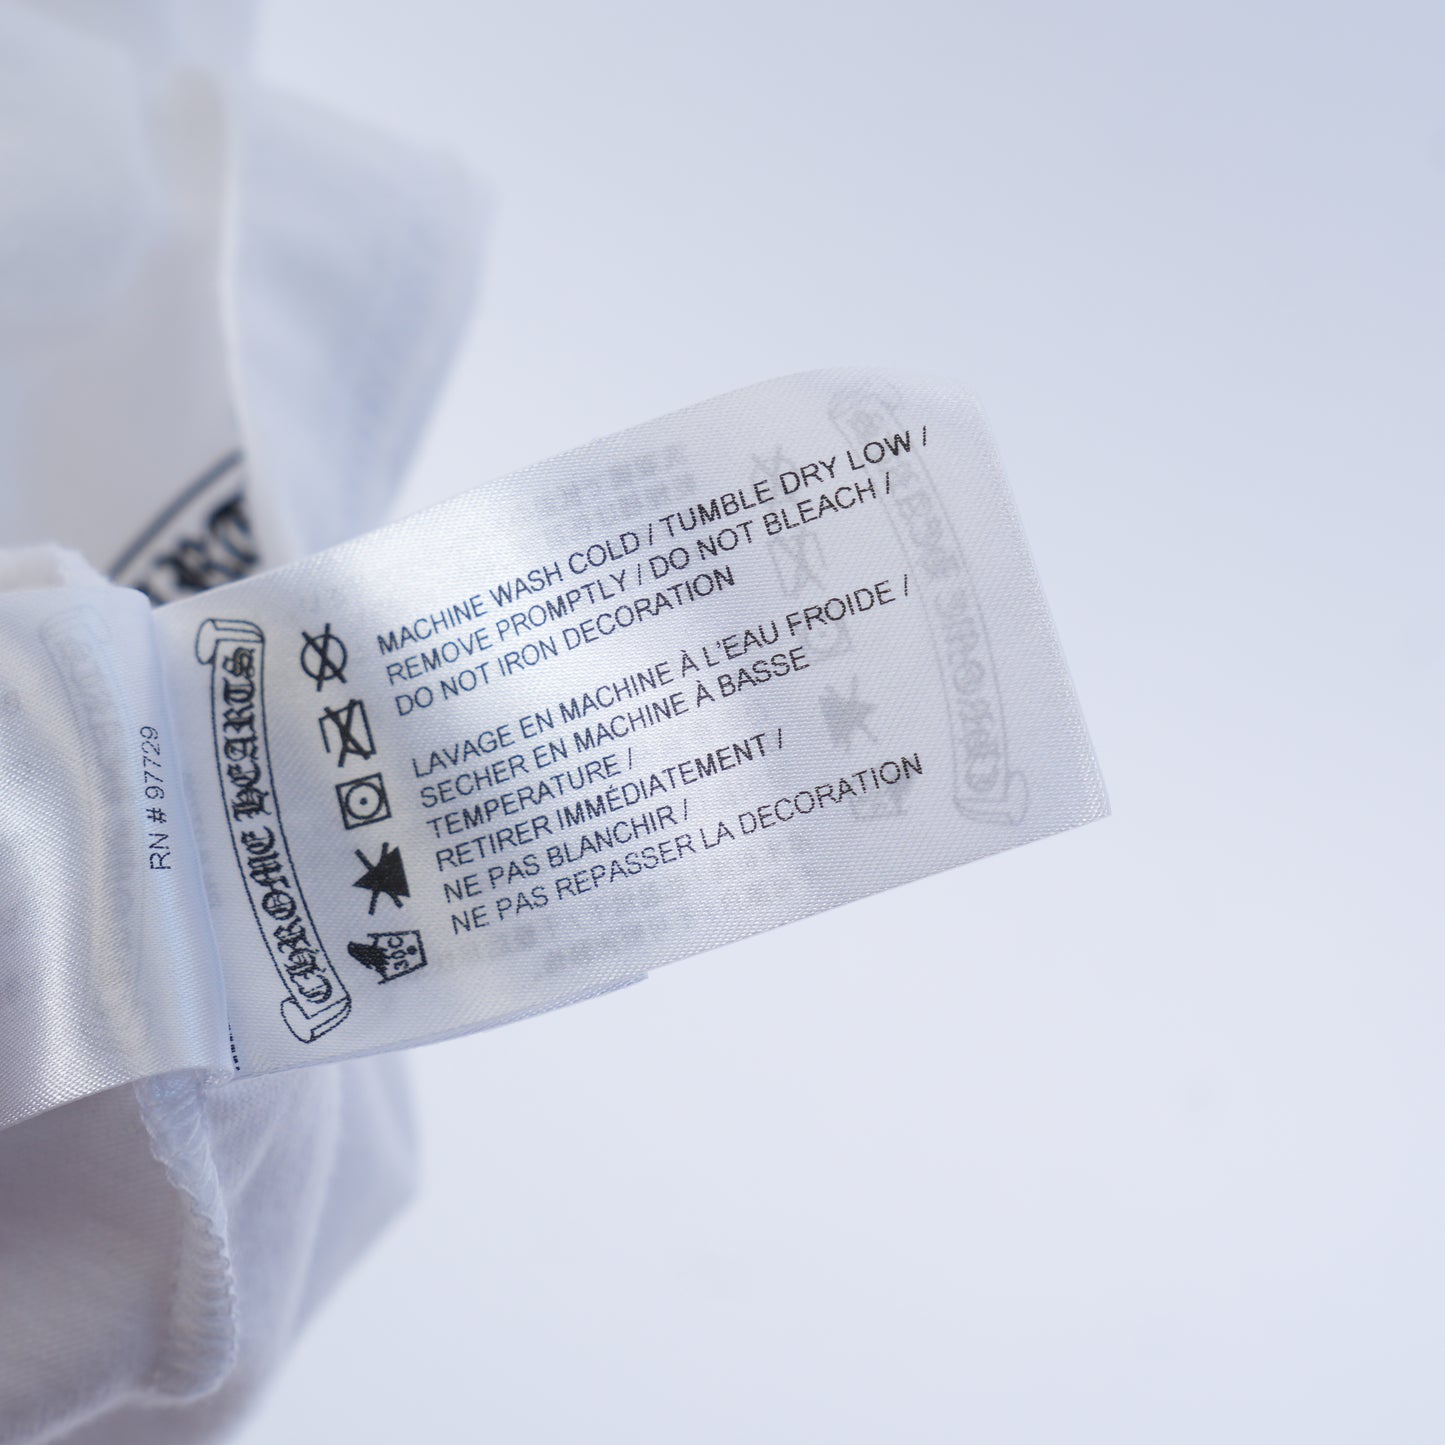 MACHINE WASH COLD / TUMBLE DRY LOW /
REMOVE PROMPTLY / DO NOT BLEACH /
DO NOT IRON DECORATION
LAVAGE EN MACHINE À L'EAU FROIDE /
SECHER EN MACHINE À BASSE
TEMPERATURE /
RETIRER IMMÉDIATEMENT /
NE PAS BLANCHIR /
NE PAS REPASSER LA DECORATION
30C
CHROME HEARTS
RN # 97729